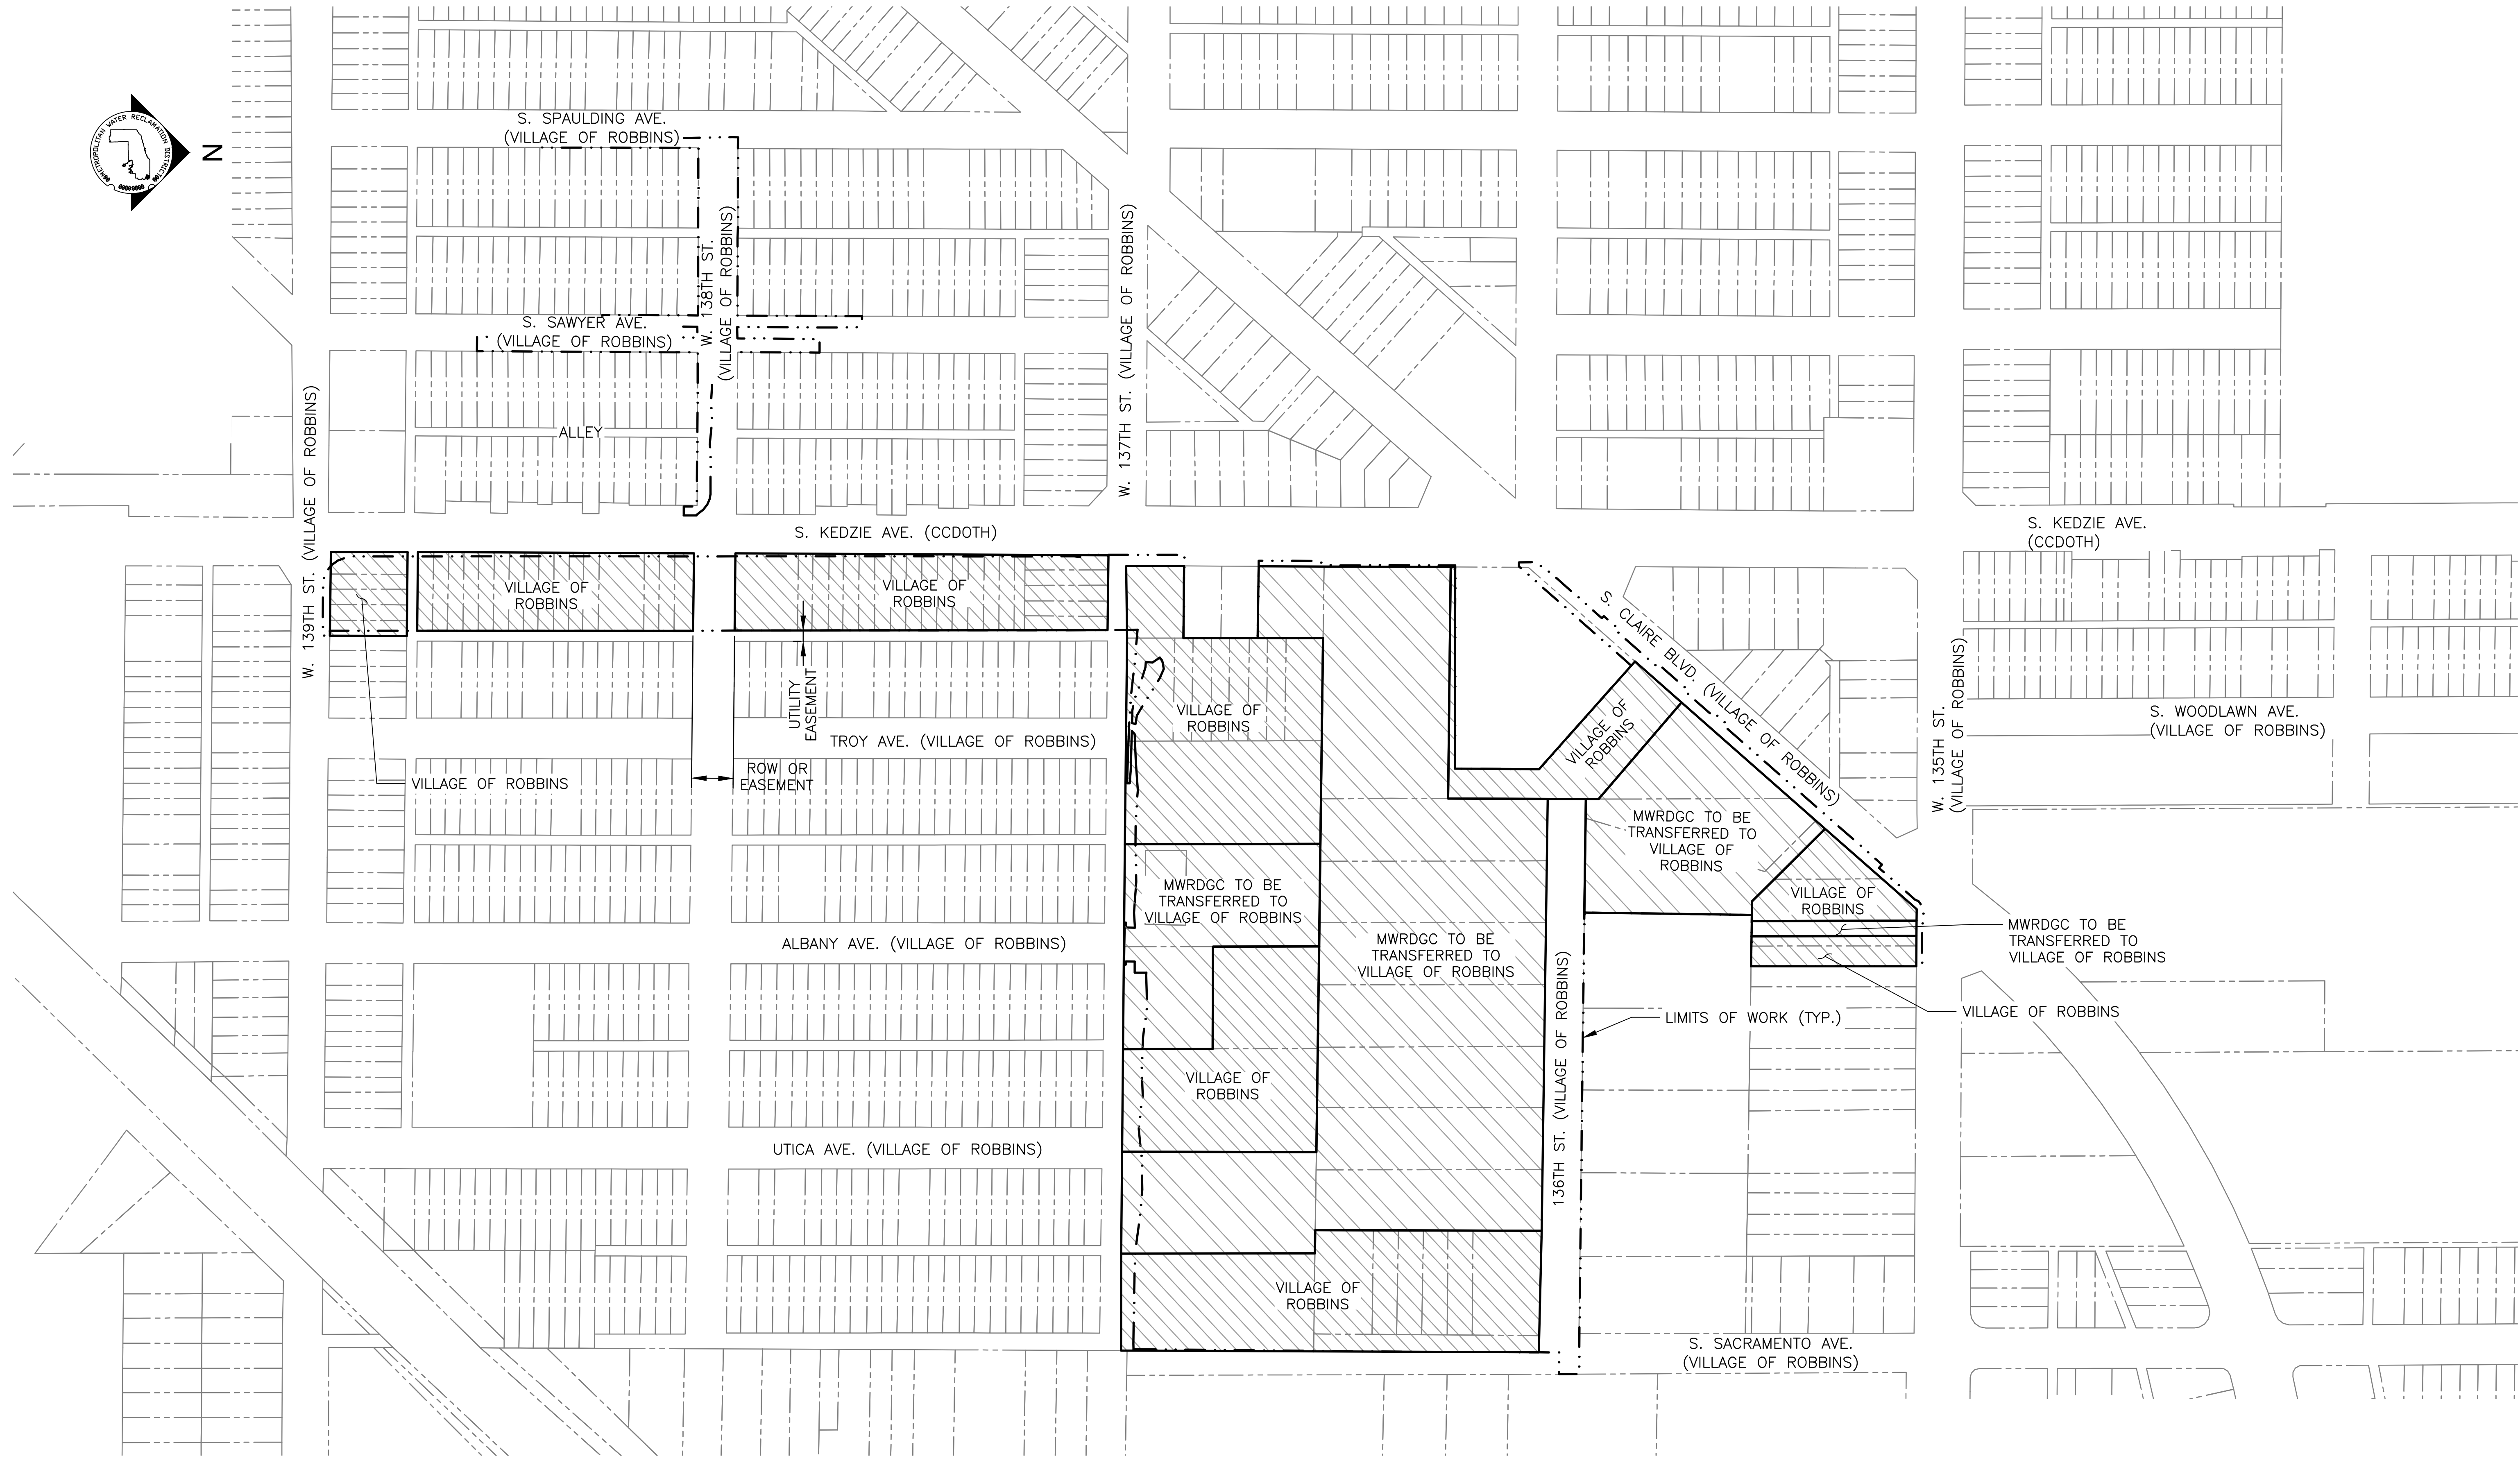 METROPOLITAN WATER RECLAMATION DISTRICT
N
S. SPAULDING AVE.
(VILLAGE OF ROBBINS)
W. 138TH ST.
(VILLAGE OF ROBBINS)
W. 137TH ST. (VILLAGE OF ROBBINS)
S. SAWYER AVE.
(VILLAGE OF ROBBINS)
W. 139TH ST. (VILLAGE OF ROBBINS)
ALLEY
S. KEDZIE AVE. (CCDOTH)
S. KEDZIE AVE.
(CCDOTH)
VILLAGE OF
ROBBINS
VILLAGE OF
ROBBINS
S. CLAIRE BLVD. (VILLAGE OF ROBBINS)
W. 135TH ST.
(VILLAGE OF ROBBINS)
UTILITY
EASEMENT
VILLAGE OF
ROBBINS
VILLAGE OF
ROBBINS
S. WOODLAWN AVE.
(VILLAGE OF ROBBINS)
TROY AVE. (VILLAGE OF ROBBINS)
ROW OR
EASEMENT
VILLAGE OF ROBBINS
MWRDGC TO BE
TRANSFERRED TO
VILLAGE OF
ROBBINS
MWRDGC TO BE
TRANSFERRED TO
VILLAGE OF ROBBINS
VILLAGE OF
ROBBINS
MWRDGC TO BE
TRANSFERRED TO
VILLAGE OF ROBBINS
ALBANY AVE. (VILLAGE OF ROBBINS)
MWRDGC TO BE
TRANSFERRED TO
VILLAGE OF ROBBINS
136TH ST. (VILLAGE OF ROBBINS)
LIMITS OF WORK (TYP.)
VILLAGE OF ROBBINS
VILLAGE OF
ROBBINS
UTICA AVE. (VILLAGE OF ROBBINS)
VILLAGE OF
ROBBINS
S. SACRAMENTO AVE.
(VILLAGE OF ROBBINS)